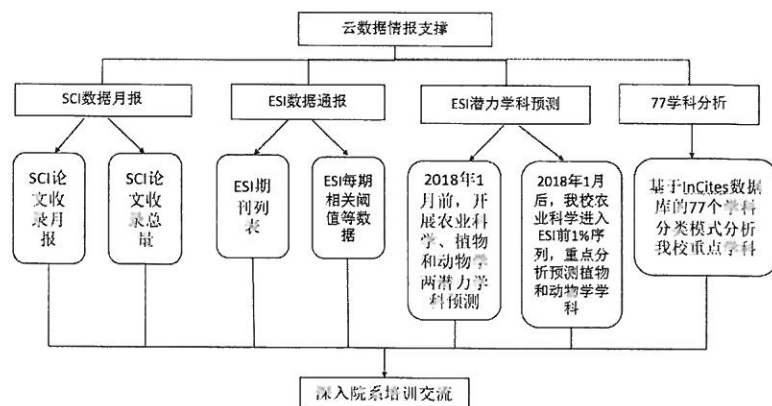 云数据情报支撑
SCI数据月报
ESI数据通报
ESI潜力学科预测
77学科分析
SCI论
文收
录月
报
SCI论
文收
录总
量
ESI期
刊列
表
ESI每期
相关阈
值等数
据
2018年1
月前，开
展农业科
学、植物
和动物学
两潜力学
科预测
2018年1月
后，我校农
业科学进入
ESI前1%序
列，重点分
析预测植物
和动物学学
科
基于InCites数据
库的77个学科
分类模式分析
我校重点学科
深入院系培训交流